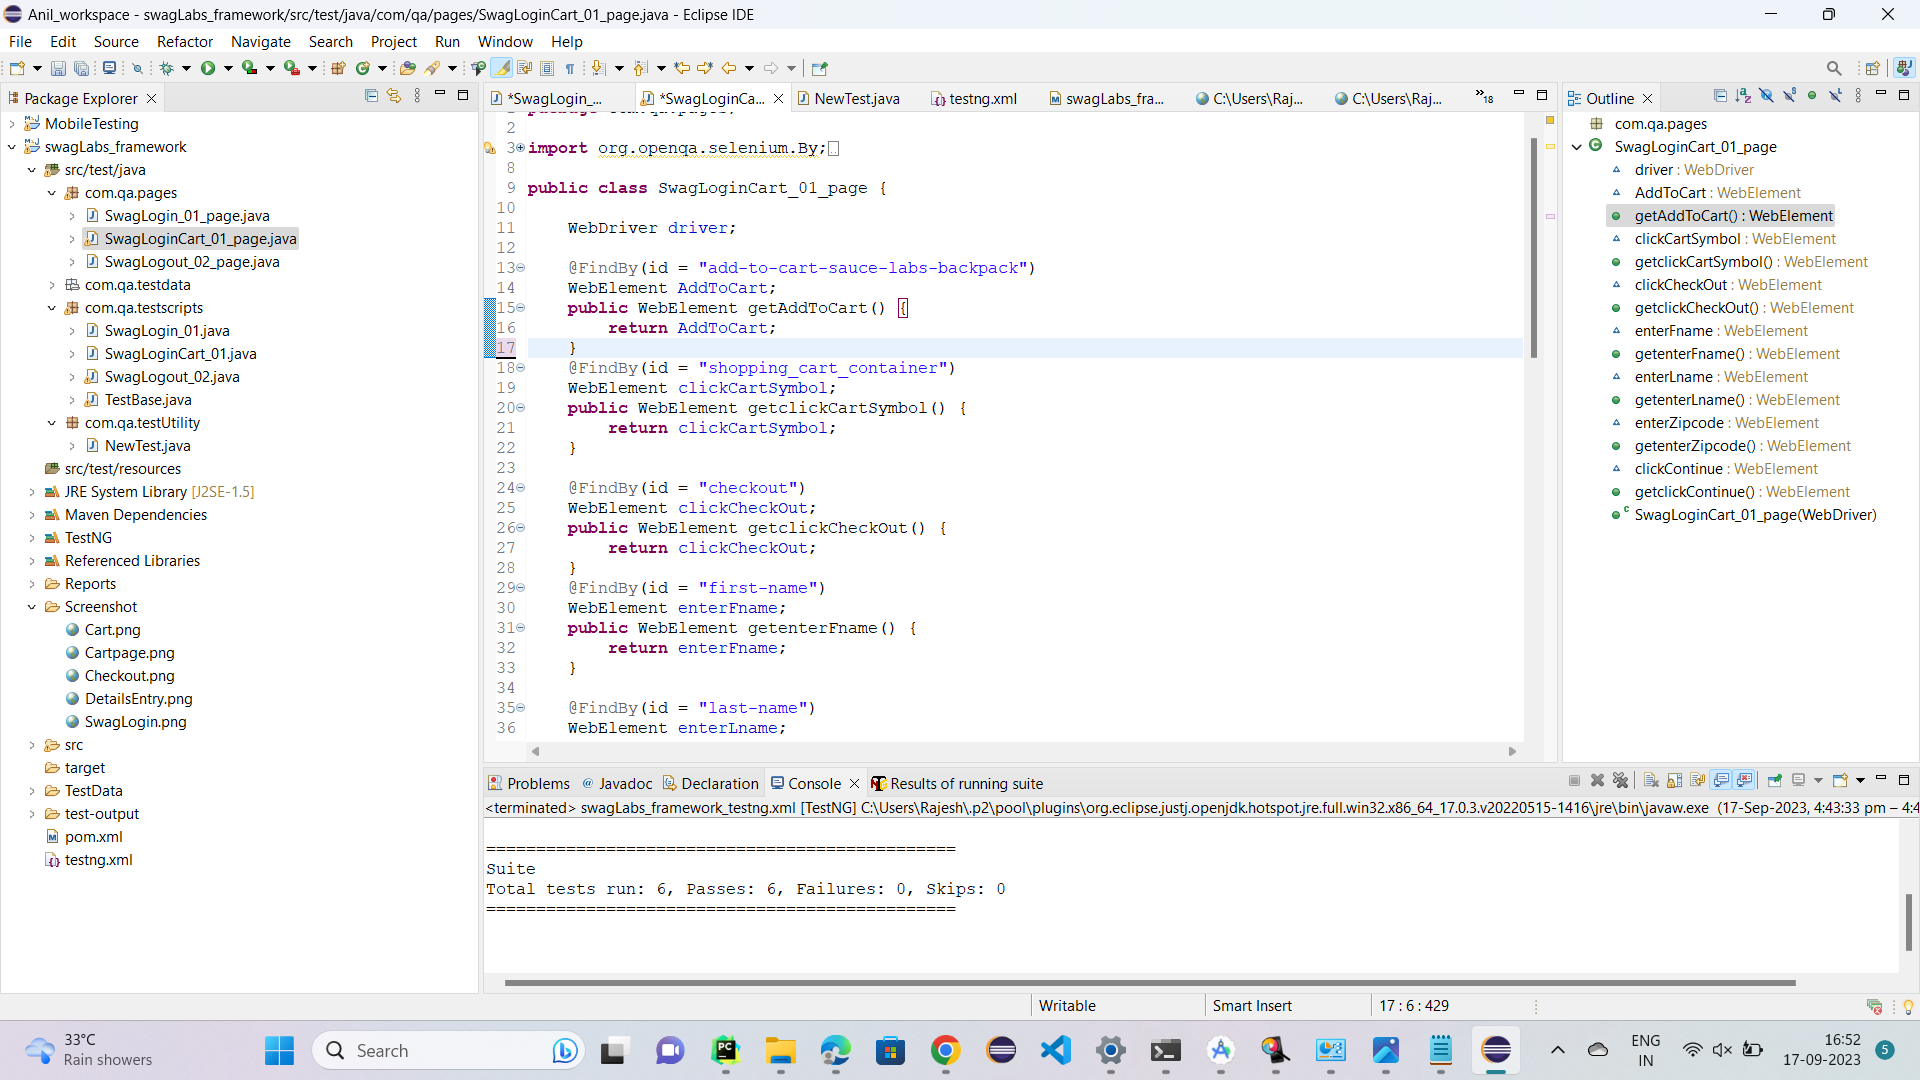 Anil_workspace - swagLabs_framework/src/test/java/com/qa/pages/SwagLoginCart_01_page.java - Eclipse IDE
File Edit Source Refactor Navigate Search Project Run Window Help
Package Explorer
MobileTesting
swagLabs_framework
src/test/java
com.qa.pages
SwagLogin_01_page.java
SwagLoginCart_01_page.java
SwagLogout_02_page.java
com.qa.testdata
com.qa.testscripts
SwagLogin_01.java
SwagLoginCart_01.java
SwagLogout_02.java
TestBase.java
com.qa.testUtility
NewTest.java
src/test/resources
JRE System Library [J2SE-1.5]
Maven Dependencies
TestNG
Referenced Libraries
Reports
Screenshot
Cart.png
Cartpage.png
Checkout.png
DetailsEntry.png
SwagLogin.png
src
target
TestData
test-output
pom.xml
testng.xml
*SwagLogin_... *SwagLoginCa... NewTest.java testng.xml swagLabs_fra... C:\Users\Raj... C:\Users\Raj... »18
2
3 import org.openqa.selenium.By;
8
9 public class SwagLoginCart_01_page {
10
11 WebDriver driver;
12
13 @FindBy(id = "add-to-cart-sauce-labs-backpack")
14 WebElement AddToCart;
15 public WebElement getAddToCart() {
16 return AddToCart;
17 }
18 @FindBy(id = "shopping_cart_container")
19 WebElement clickCartSymbol;
20 public WebElement getclickCartSymbol() {
21 return clickCartSymbol;
22 }
23
24 @FindBy(id = "checkout")
25 WebElement clickCheckOut;
26 public WebElement getclickCheckOut() {
27 return clickCheckOut;
28 }
29 @FindBy(id = "first-name")
30 WebElement enterFname;
31 public WebElement getenterFname() {
32 return enterFname;
33 }
34
35 @FindBy(id = "last-name")
36 WebElement enterLname;
Outline
com.qa.pages
SwagLoginCart_01_page
driver : WebDriver
AddToCart : WebElement
getAddToCart() : WebElement
clickCartSymbol : WebElement
getclickCartSymbol() : WebElement
clickCheckOut : WebElement
getclickCheckOut() : WebElement
enterFname : WebElement
getenterFname() : WebElement
enterLname : WebElement
getenterLname() : WebElement
enterZipcode : WebElement
getenterZipcode() : WebElement
clickContinue : WebElement
getclickContinue() : WebElement
SwagLoginCart_01_page(WebDriver)
Problems Javadoc Declaration Console Results of running suite
<terminated> swagLabs_framework_testng.xml [TestNG] C:\Users\Rajesh\.p2\pool\plugins\org.eclipse.justj.openjdk.hotspot.jre.full.win32.x86_64_17.0.3.v20220515-1416\jre\bin\javaw.exe (17-Sep-2023, 4:43:33 pm – 4:4
===============================================
Suite
Total tests run: 6, Passes: 6, Failures: 0, Skips: 0
===============================================
Writable Smart Insert 17 : 6 : 429
33°C
Rain showers
Search
ENG
IN
16:52
17-09-2023
5